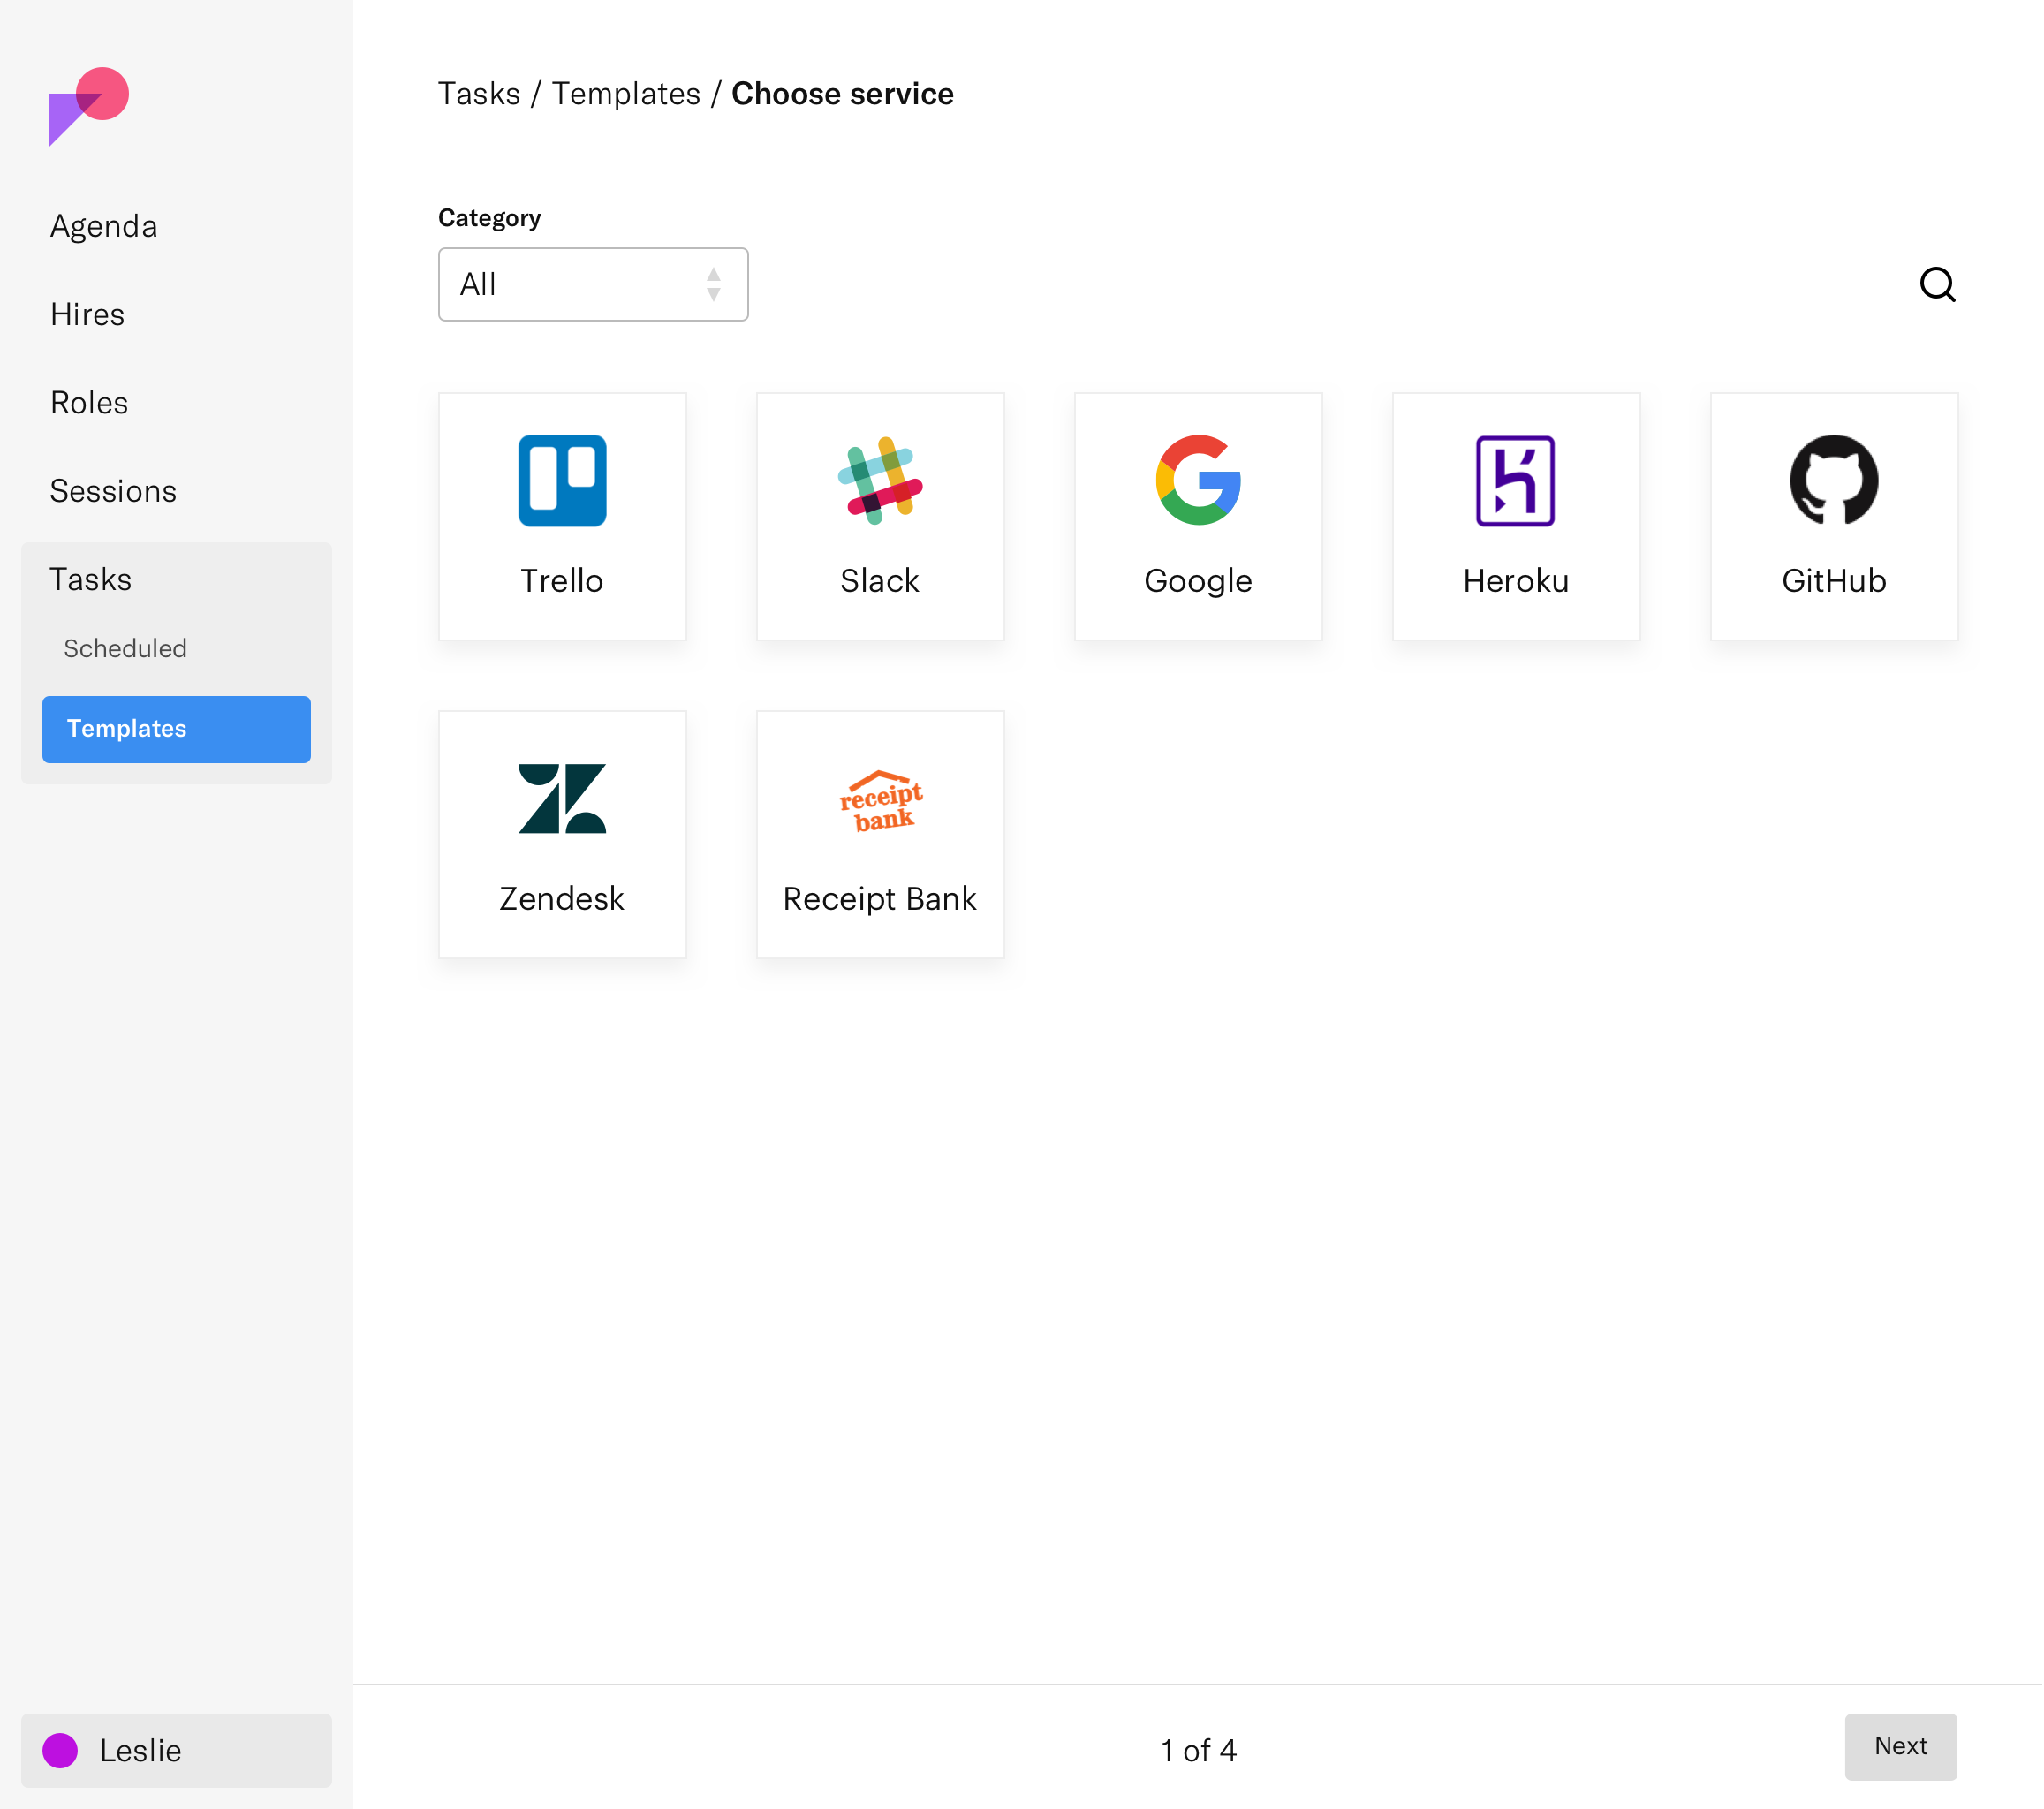 Agenda
Hires
Roles
Sessions
Tasks
Scheduled
Templates
Leslie
Tasks / Templates / Choose service
Category
All
Trello
Slack
Google
Heroku
GitHub
receipt
bank
Zendesk
Receipt Bank
1 of 4
Next